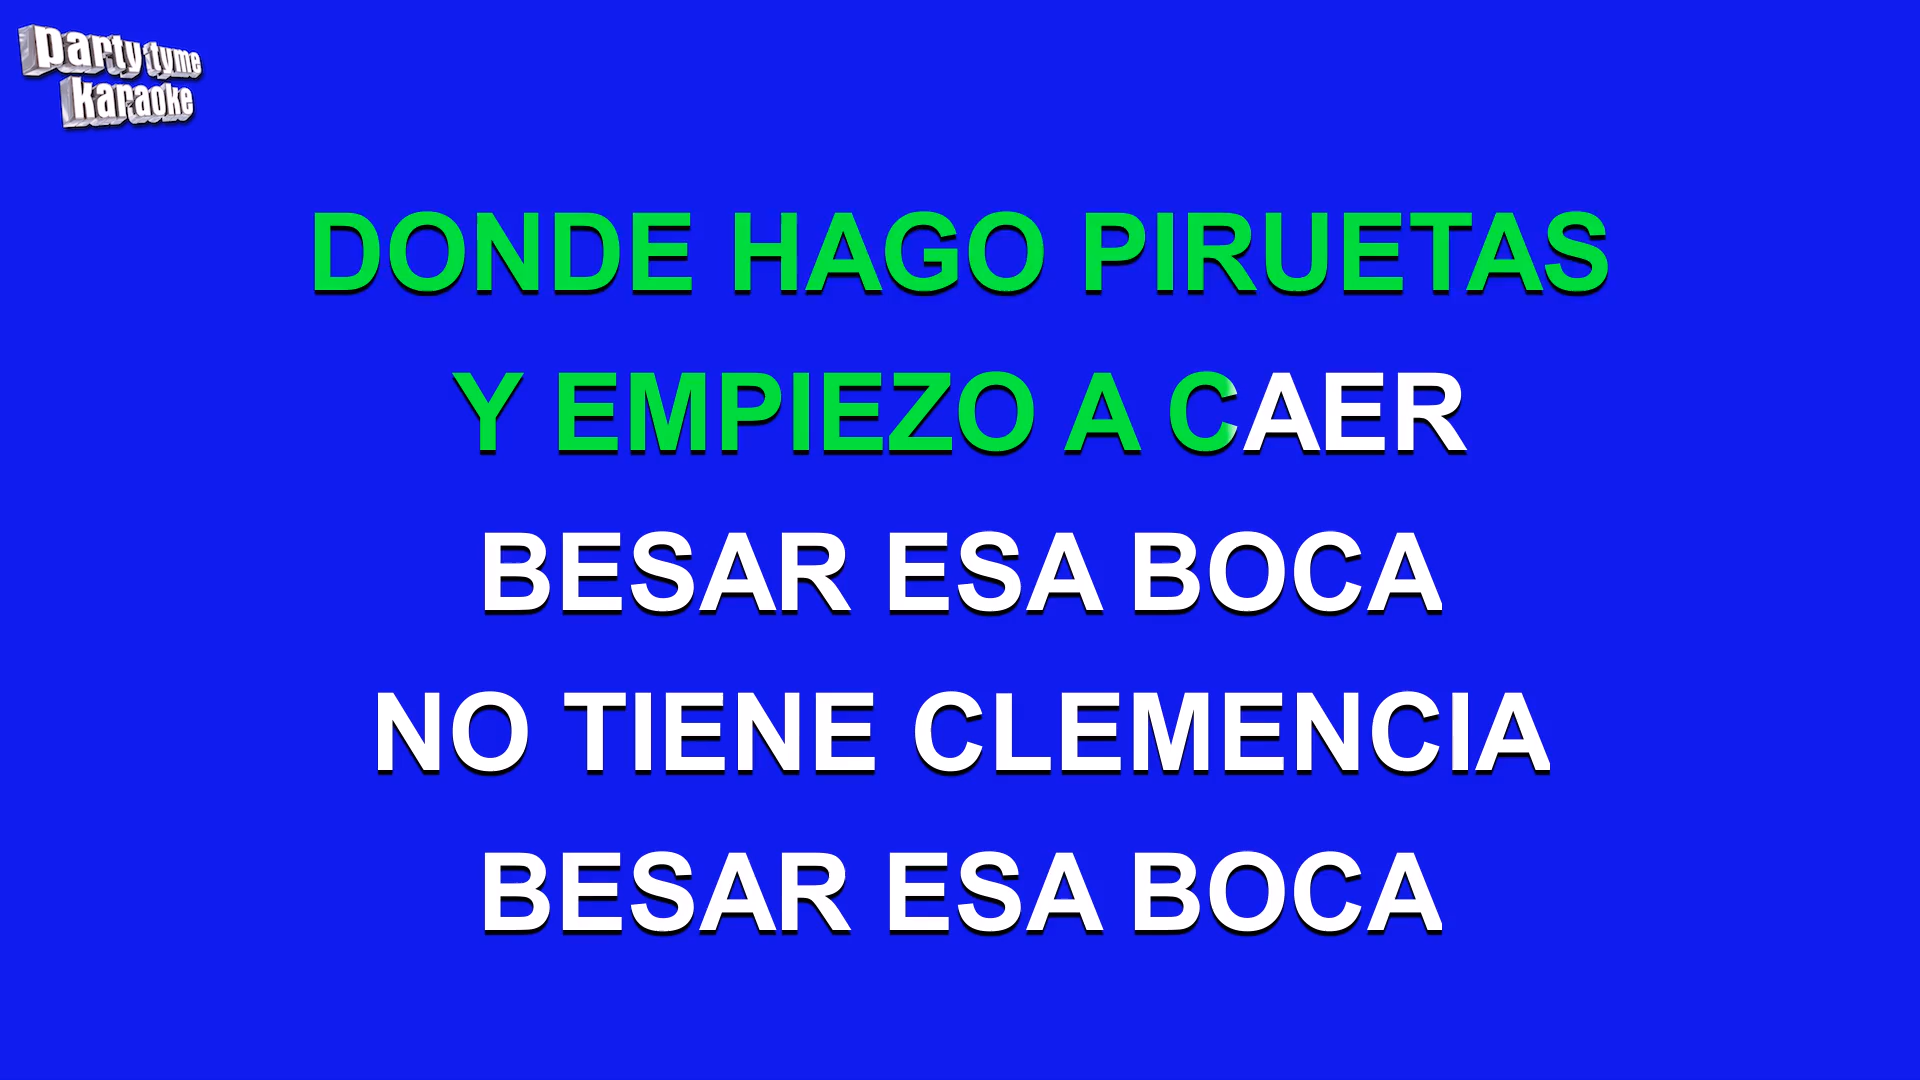 party tyme
karaoke
DONDE HAGO PIRUETAS
Y EMPIEZO A CAER
BESAR ESA BOCA
NO TIENE CLEMENCIA
BESAR ESA BOCA